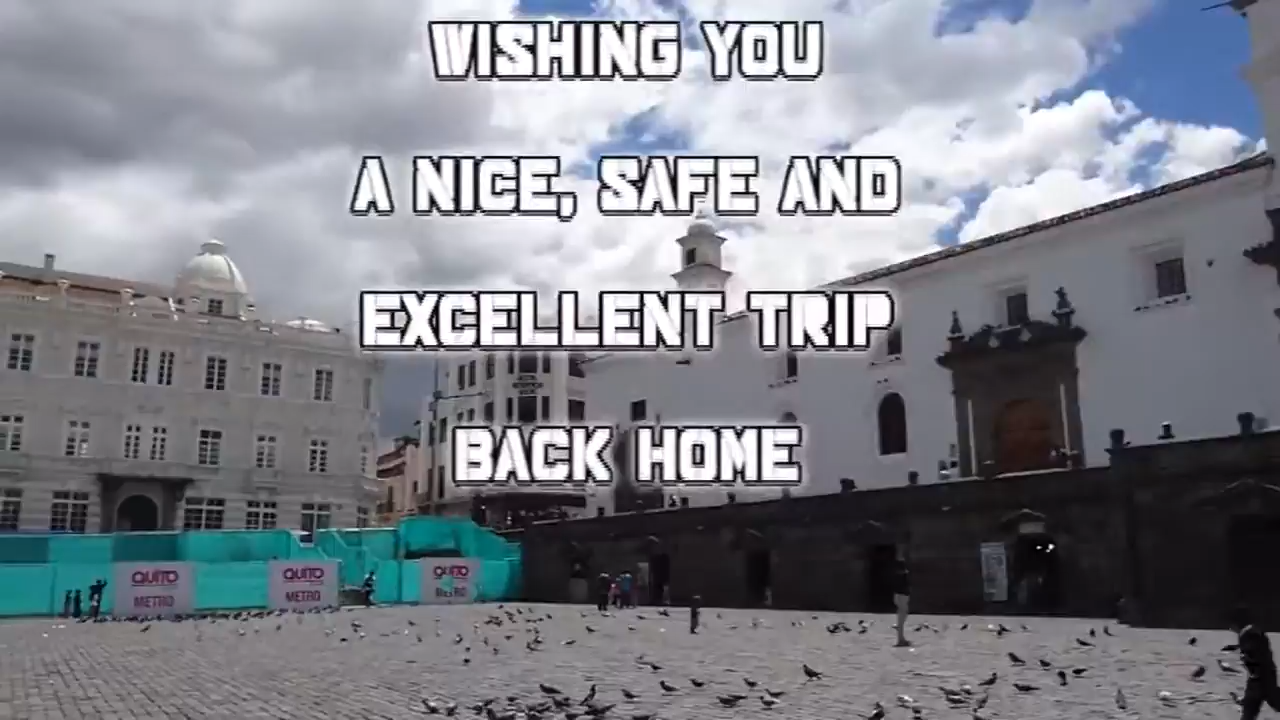 WISHING YOU
A NICE, SAFE AND
EXCELLENT TRIP
BACK HOME
QUITO
METRO
QUITO
METRO
QUITO
METRO